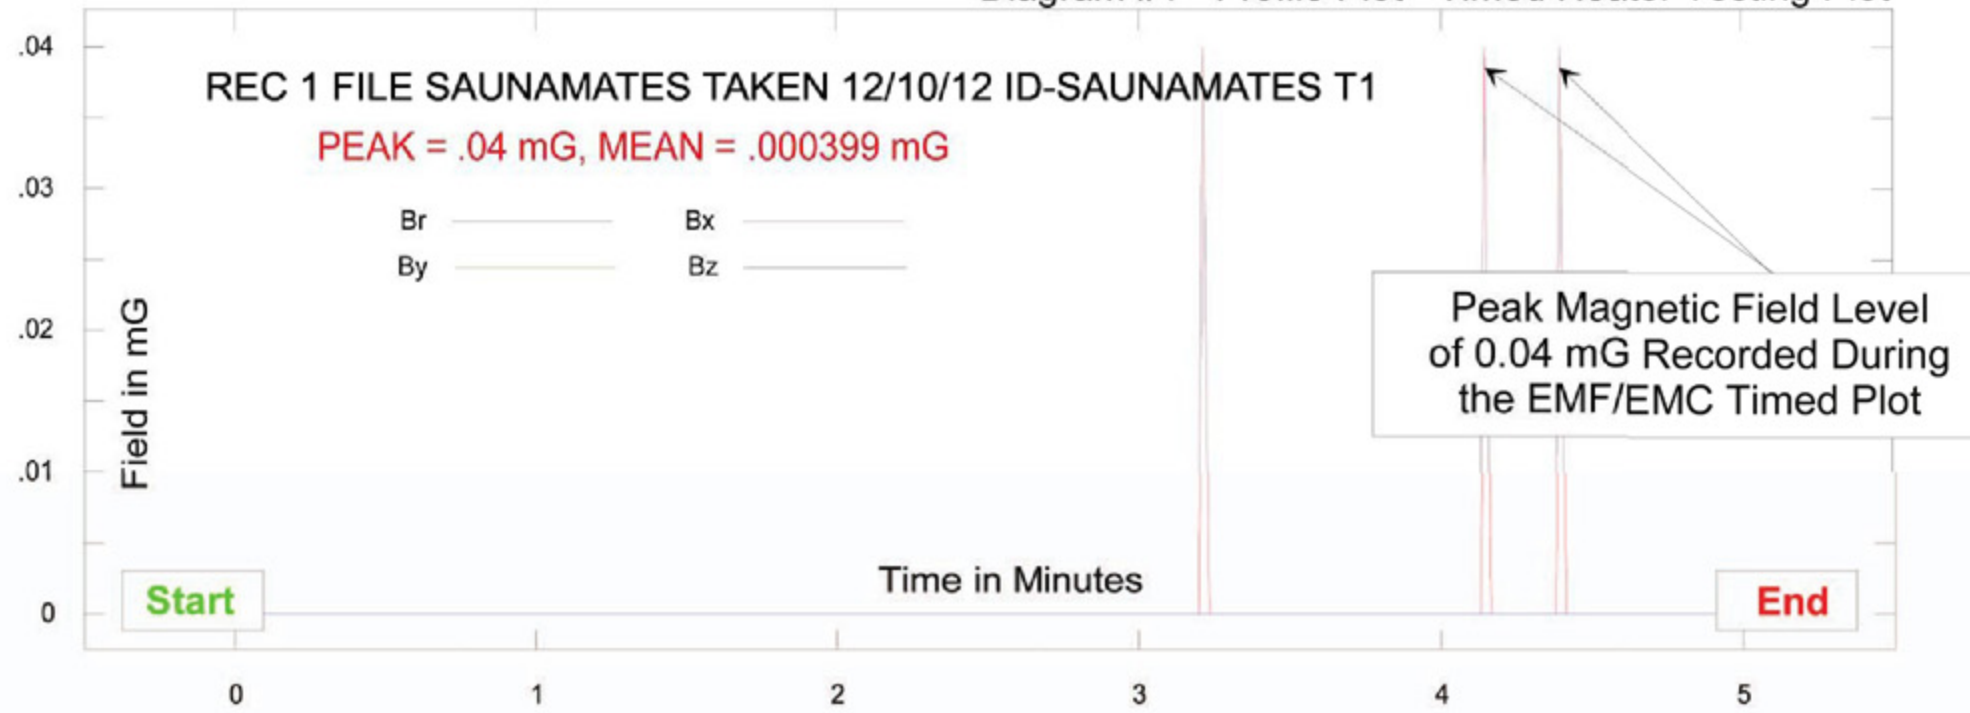 .04
REC 1 FILE SAUNAMATES TAKEN 12/10/12 ID-SAUNAMATES T1
PEAK = .04 mG, MEAN = .000399 mG
.03
Br Bx
By Bz
Peak Magnetic Field Level
of 0.04 mG Recorded During
the EMF/EMC Timed Plot
.02
Field in mG
.01
Time in Minutes
Start
End
0
0 1 2 3 4 5